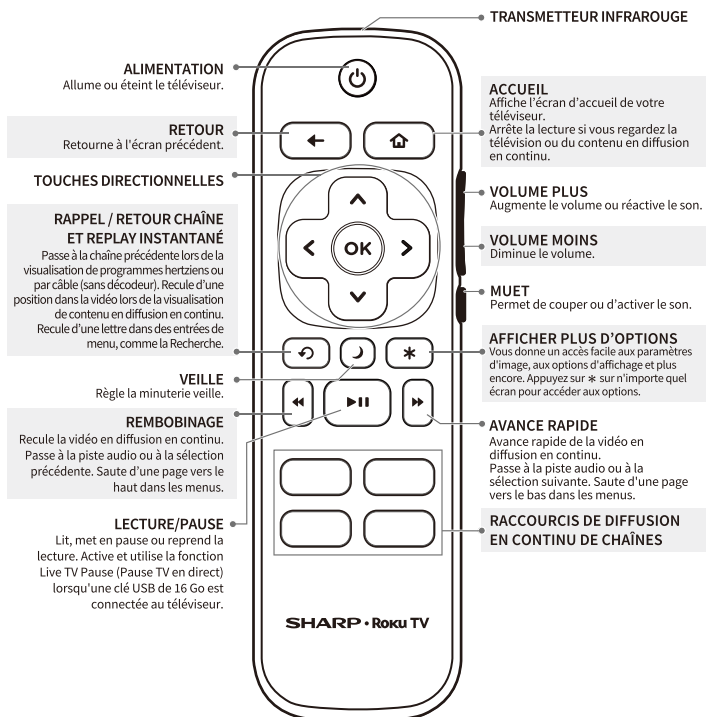 TRANSMETTEUR INFRAROUGE
ALIMENTATION
Allume ou éteint le téléviseur.
RETOUR
Retourne à l'écran précédent.
TOUCHES DIRECTIONNELLES
RAPPEL / RETOUR CHAÎNE
ET REPLAY INSTANTANÉ
Passe à la chaîne précédente lors de la
visualisation de programmes hertziens ou
par câble (sans décodeur). Recule d'une
position dans la vidéo lors de la visualisation
de contenu en diffusion en continu.
Recule d'une lettre dans des entrées de
menu, comme la Recherche.
VEILLE
Règle la minuterie veille.
REMBOBINAGE
Recule la vidéo en diffusion en continu.
Passe à la piste audio ou à la sélection
précédente. Saute d'une page vers le
haut dans les menus.
LECTURE/PAUSE
Lit, met en pause ou reprend la
lecture. Active et utilise la fonction
Live TV Pause (Pause TV en direct)
lorsqu'une clé USB de 16 Go est
connectée au téléviseur.
OK
SHARP • ROKU TV
ACCUEIL
Affiche l'écran d'accueil de votre
téléviseur.
Arrête la lecture si vous regardez la
télévision ou du contenu en diffusion
en continu.
VOLUME PLUS
Augmente le volume ou réactive le son.
VOLUME MOINS
Diminue le volume.
MUET
Permet de couper ou d'activer le son.
AFFICHER PLUS D'OPTIONS
Vous donne un accès facile aux paramètres
d'image, aux options d'affichage et plus
encore. Appuyez sur * sur n'importe quel
écran pour accéder aux options.
AVANCE RAPIDE
Avance rapide de la vidéo en
diffusion en continu.
Passe à la piste audio ou à la
sélection suivante. Saute d'une page
vers le bas dans les menus.
RACCOURCIS DE DIFFUSION
EN CONTINU DE CHAÎNES